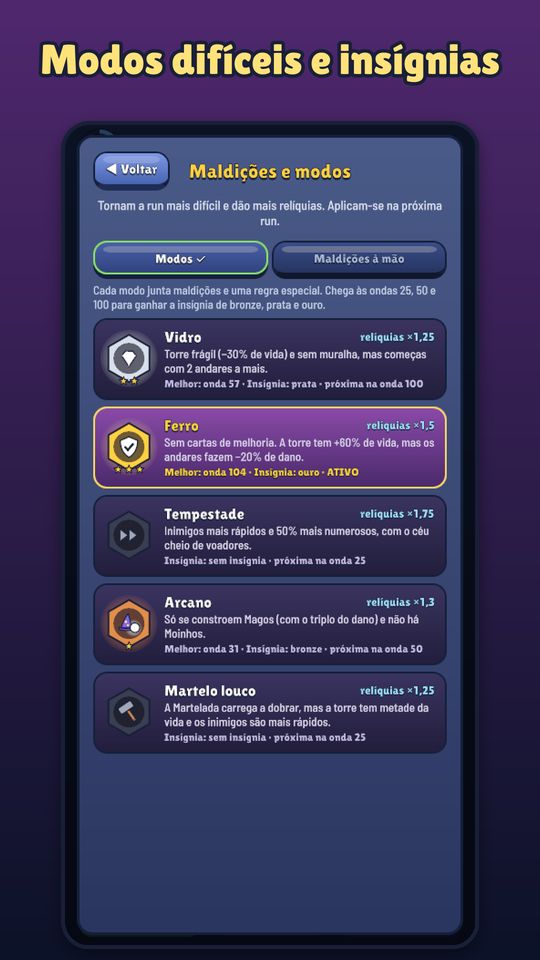 Modos difíceis e insígnias
◀ Voltar
Maldições e modos
Tornam a run mais difícil e dão mais relíquias. Aplicam-se na próxima
run.
Modos ✓
Maldições à mão
Cada modo junta maldições e uma regra especial. Chega às ondas 25, 50 e
100 para ganhar a insígnia de bronze, prata e ouro.
Vidro
relíquias ×1,25
Torre frágil (−30% de vida) e sem muralha, mas começas
com 2 andares a mais.
Melhor: onda 57 · Insígnia: prata · próxima na onda 100
Ferro
relíquias ×1,5
Sem cartas de melhoria. A torre tem +60% de vida, mas os
andares fazem −20% de dano.
Melhor: onda 104 · Insígnia: ouro · ATIVO
Tempestade
relíquias ×1,75
Inimigos mais rápidos e 50% mais numerosos, com o céu
cheio de voadores.
Insígnia: sem insígnia · próxima na onda 25
Arcano
relíquias ×1,3
Só se constroem Magos (com o triplo do dano) e não há
Moinhos.
Melhor: onda 31 · Insígnia: bronze · próxima na onda 50
Martelo louco
relíquias ×1,25
A Martelada carrega a dobrar, mas a torre tem metade da
vida e os inimigos são mais rápidos.
Insígnia: sem insígnia · próxima na onda 25